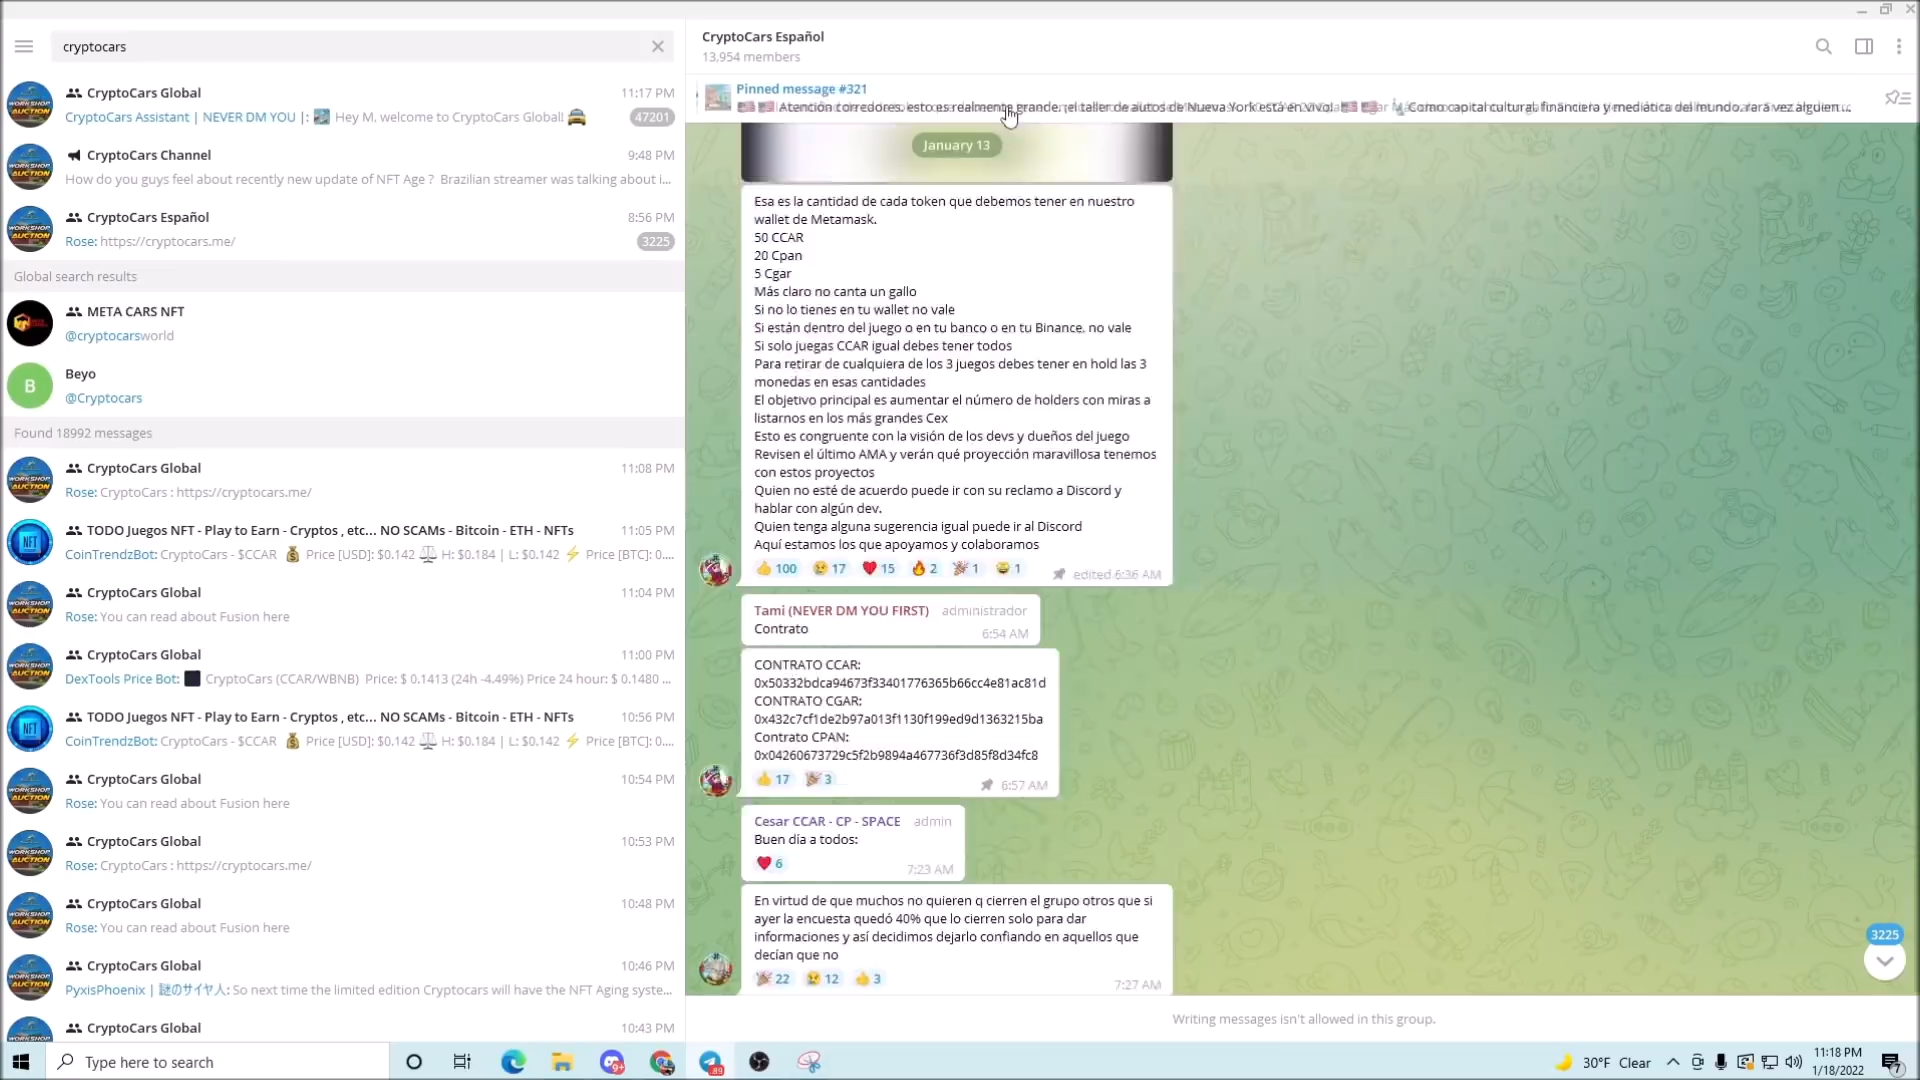 cryptocars
CryptoCars Global
11:17 PM
CryptoCars Assistant | NEVER DM YOU |: Hey M, welcome to CryptoCars Global!
47201
CryptoCars Channel
9:48 PM
How do you guys feel about recently new update of NFT Age ? Brazilian streamer was talking about i...
CryptoCars Español
8:56 PM
Rose: https://cryptocars.me/
3225
Global search results
META CARS NFT
@cryptocarsworld
B
Beyo
@Cryptocars
Found 18992 messages
CryptoCars Global
11:08 PM
Rose: CryptoCars : https://cryptocars.me/
TODO Juegos NFT - Play to Earn - Cryptos , etc... NO SCAMs - Bitcoin - ETH - NFTs
11:05 PM
CoinTrendzBot: CryptoCars - $CCAR 💰 Price [USD]: $0.142 ⚖️ H: $0.184 | L: $0.142 ⚡ Price [BTC]: 0....
CryptoCars Global
11:04 PM
Rose: You can read about Fusion here
CryptoCars Global
11:00 PM
DexTools Price Bot: CryptoCars (CCAR/WBNB) Price: $ 0.1413 (24h -4.49%) Price 24 hour: $ 0.1480 ...
TODO Juegos NFT - Play to Earn - Cryptos , etc... NO SCAMs - Bitcoin - ETH - NFTs
10:56 PM
CoinTrendzBot: CryptoCars - $CCAR 💰 Price [USD]: $0.142 ⚖️ H: $0.184 | L: $0.142 ⚡ Price [BTC]: 0....
CryptoCars Global
10:54 PM
Rose: You can read about Fusion here
CryptoCars Global
10:53 PM
Rose: CryptoCars : https://cryptocars.me/
CryptoCars Global
10:48 PM
Rose: You can read about Fusion here
CryptoCars Global
10:46 PM
PyxisPhoenix | 謎のサイヤ人: So next time the limited edition Cryptocars will have the NFT Aging syste...
CryptoCars Global
10:43 PM
CryptoCars Español
13,954 members
Pinned message #321
Atención corredores, esto es realmente grande, ¡el taller de autos de Nueva York está en vivo! Como capital cultural, financiera y mediática del mundo, rara vez alguien...
January 13
Esa es la cantidad de cada token que debemos tener en nuestro
wallet de Metamask.
50 CCAR
20 Cpan
5 Cgar
Más claro no canta un gallo
Si no lo tienes en tu wallet no vale
Si están dentro del juego o en tu banco o en tu Binance, no vale
Si solo juegas CCAR igual debes tener todos
Para retirar de cualquiera de los 3 juegos debes tener en hold las 3
monedas en esas cantidades
El objetivo principal es aumentar el número de holders con miras a
listarnos en los más grandes Cex
Esto es congruente con la visión de los devs y dueños del juego
Revisen el último AMA y verán qué proyección maravillosa tenemos
con estos proyectos
Quien no esté de acuerdo puede ir con su reclamo a Discord y
hablar con algún dev.
Quien tenga alguna sugerencia igual puede ir al Discord
Aquí estamos los que apoyamos y colaboramos
100 17 15 2 1 1
edited 6:36 AM
Tami (NEVER DM YOU FIRST) administrador
Contrato
6:54 AM
CONTRATO CCAR:
0x50332bdca94673f33401776365b66cc4e81ac81d
CONTRATO CGAR:
0x432c7cf1de2b97a013f1130f199ed9d1363215ba
Contrato CPAN:
0x04260673729c5f2b9894a467736f3d85f8d34fc8
17 3
6:57 AM
Cesar CCAR - CP - SPACE admin
Buen día a todos:
6
7:23 AM
En virtud de que muchos no quieren q cierren el grupo otros que si
ayer la encuesta quedó 40% que lo cierren solo para dar
informaciones y así decidimos dejarlo confiando en aquellos que
decían que no
22 12 3
7:27 AM
3225
Writing messages isn't allowed in this group.
Type here to search
30°F Clear
11:18 PM
1/18/2022
7